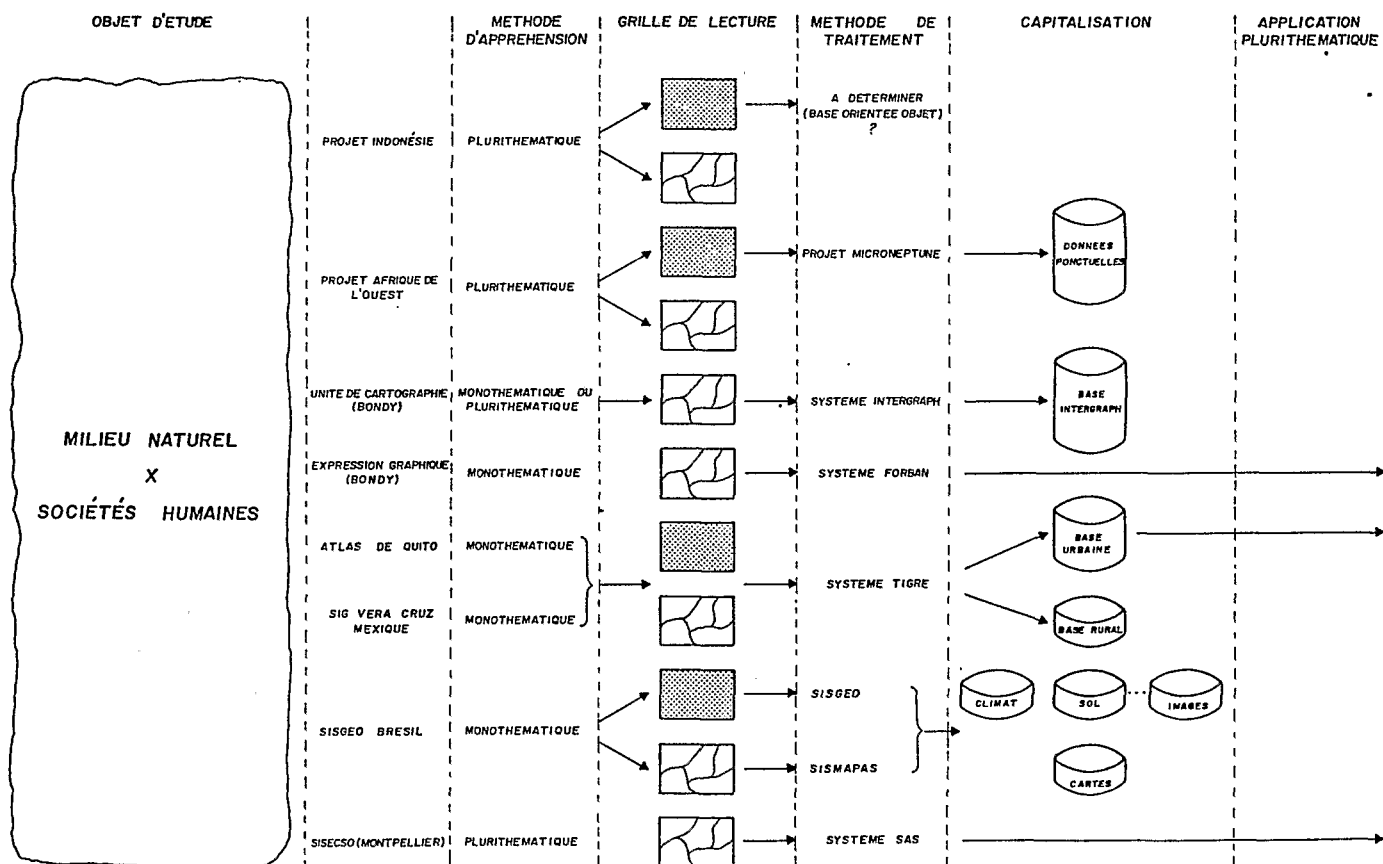 OBJET D'ETUDE
METHODE
D'APPREHENSION
GRILLE DE LECTURE
METHODE DE
TRAITEMENT
CAPITALISATION
APPLICATION
PLURITHEMATIQUE
MILIEU NATUREL
X
SOCIÉTÉS HUMAINES
PROJET INDONÉSIE
PLURITHEMATIQUE
A DETERMINER
(BASE ORIENTEE OBJET)
?
PROJET AFRIQUE DE
L'OUEST
PLURITHEMATIQUE
PROJET MICRONEPTUNE
DONNEES
PONCTUELLES
UNITE DE CARTOGRAPHIE
(BONDY)
MONOTHEMATIQUE OU
PLURITHEMATIQUE
SYSTEME INTERGRAPH
BASE
INTERGRAPH
EXPRESSION GRAPHIQUE
(BONDY)
MONOTHEMATIQUE
SYSTEME FORBAN
ATLAS DE QUITO
MONOTHEMATIQUE
SIG VERA CRUZ
MEXIQUE
MONOTHEMATIQUE
SYSTEME TIGRE
BASE
URBAINE
BASE RURAL
SISGEO BRESIL
MONOTHEMATIQUE
SISGEO
SISMAPAS
CLIMAT
SOL
IMAGES
CARTES
SISECSO (MONTPELLIER)
PLURITHEMATIQUE
SYSTEME SAS